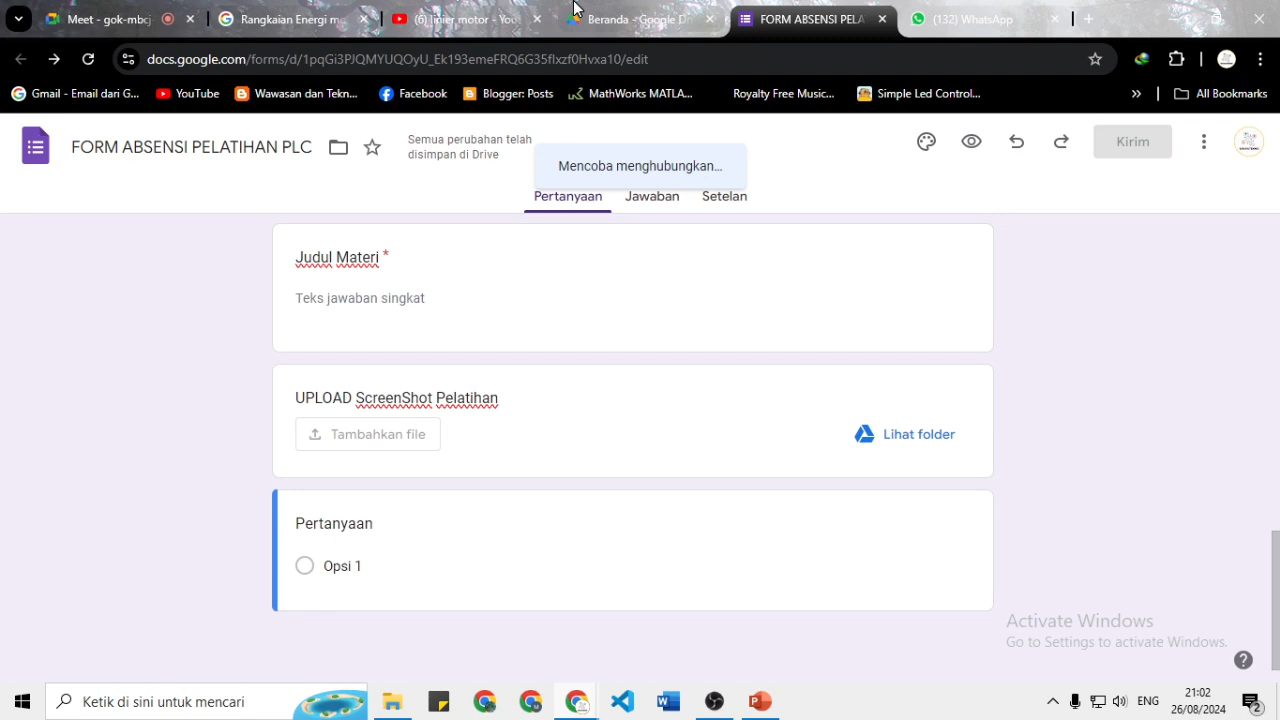 Meet - gok-mbcj
Rangkaian Energi me
(6) linier motor - You
Beranda - Google Dr
FORM ABSENSI PELA
(132) WhatsApp
docs.google.com/forms/d/1pqGi3PJQMYUQOyU_Ek193emeFRQ6G35fIxzf0Hvxa10/edit
Gmail - Email dari G...
YouTube
Wawasan dan Tekn...
Facebook
Blogger: Posts
MathWorks MATLA...
Royalty Free Music...
Simple Led Control...
All Bookmarks
FORM ABSENSI PELATIHAN PLC
Semua perubahan telah
disimpan di Drive
Kirim
Mencoba menghubungkan...
Pertanyaan Jawaban Setelan
Judul Materi *
Teks jawaban singkat
UPLOAD ScreenShot Pelatihan
Tambahkan file
Lihat folder
Pertanyaan
Opsi 1
Activate Windows
Go to Settings to activate Windows.
Ketik di sini untuk mencari
ENG
21:02
26/08/2024
2